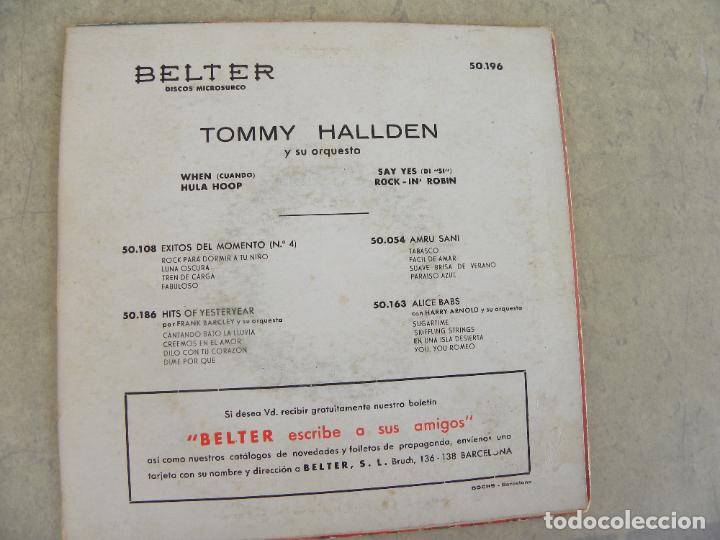 BELTER
DISCOS MICROSURCO
50.196
TOMMY HALLDEN
y su orquesta
WHEN (CUANDO)
HULA HOOP
SAY YES (DI "SI")
ROCK-IN' ROBIN
50.108 EXITOS DEL MOMENTO (N.º 4)
ROCK PARA DORMIR A TU NIÑO
LUNA OSCURA
TREN DE CARGA
FABULOSO
50.054 AMRU SANI
TABASCO
FACIL DE AMAR
SUAVE BRISA DE VERANO
PARAISO AZUL
50.186 HITS OF YESTERYEAR
por FRANK BARCLEY y su orquesta
CANTANDO BAJO LA LLUVIA
CREEMOS EN EL AMOR
DILO CON TU CORAZON
DIME POR QUE
50.163 ALICE BABS
con HARRY ARNOLD y su orquesta
SUGARTIME
SKIFFLING STRINGS
EN UNA ISLA DESIERTA
YOU, YOU ROMEO
Si desea Vd. recibir gratuitamente nuestro boletin
"BELTER escribe a sus amigos"
así como nuestros catálogos de novedades y folletos de propaganda, envíenos una
tarjeta con su nombre y dirección a BELTER, S. L. Bruch, 136-138 BARCELONA
Barcelona
todocoleccion
todocoleccion.net